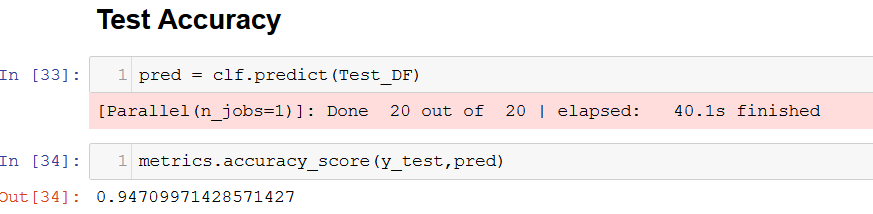 Test Accuracy
In [33]: 1 pred = clf.predict(Test_DF)
[Parallel(n_jobs=1)]: Done  20 out of  20 | elapsed:   40.1s finished
In [34]: 1 metrics.accuracy_score(y_test,pred)
Out[34]: 0.94709971428571427